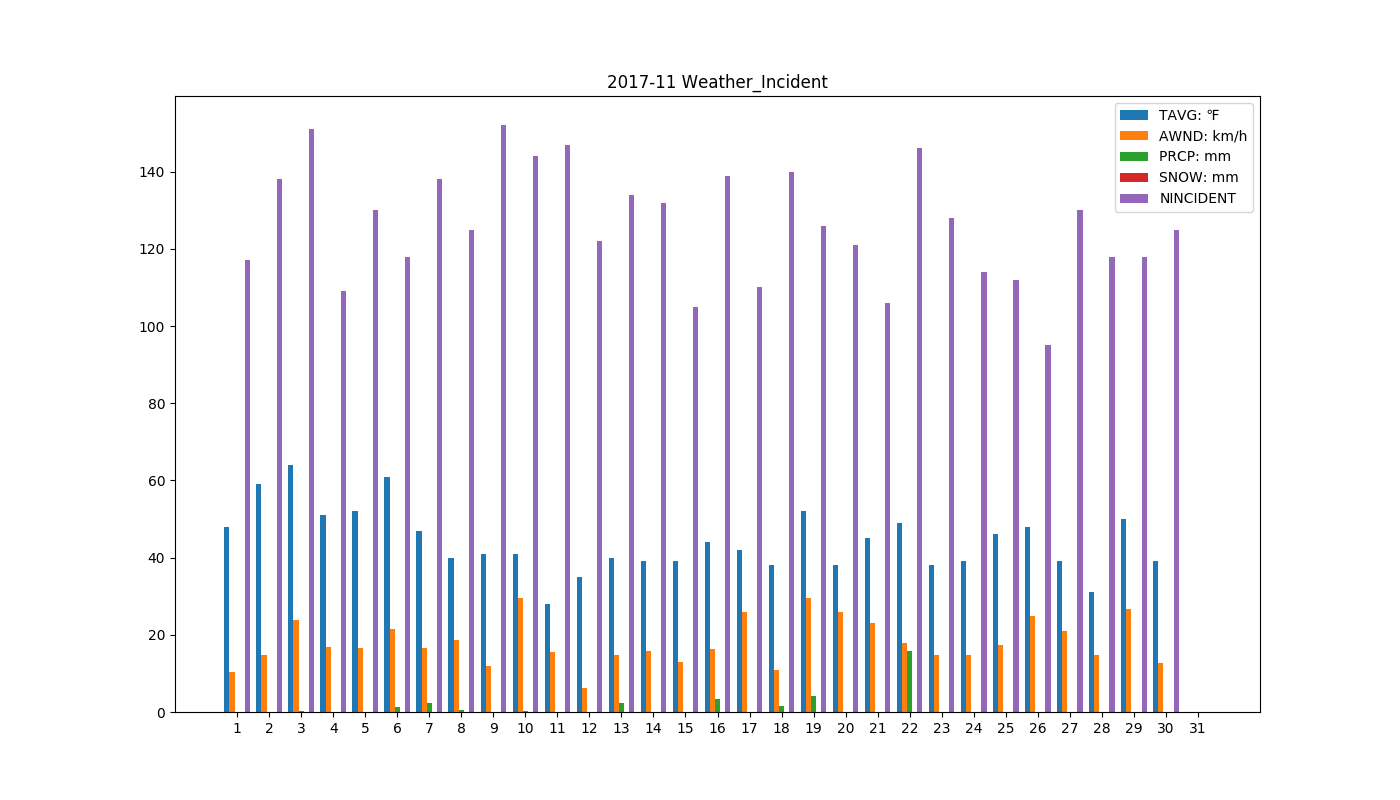 2017-11 Weather_Incident
TAVG: °F
AWND: km/h
PRCP: mm
SNOW: mm
NINCIDENT
140
120
100
80
60
40
20
0
1 2 3 4 5 6 7 8 9 10 11 12 13 14 15 16 17 18 19 20 21 22 23 24 25 26 27 28 29 30 31